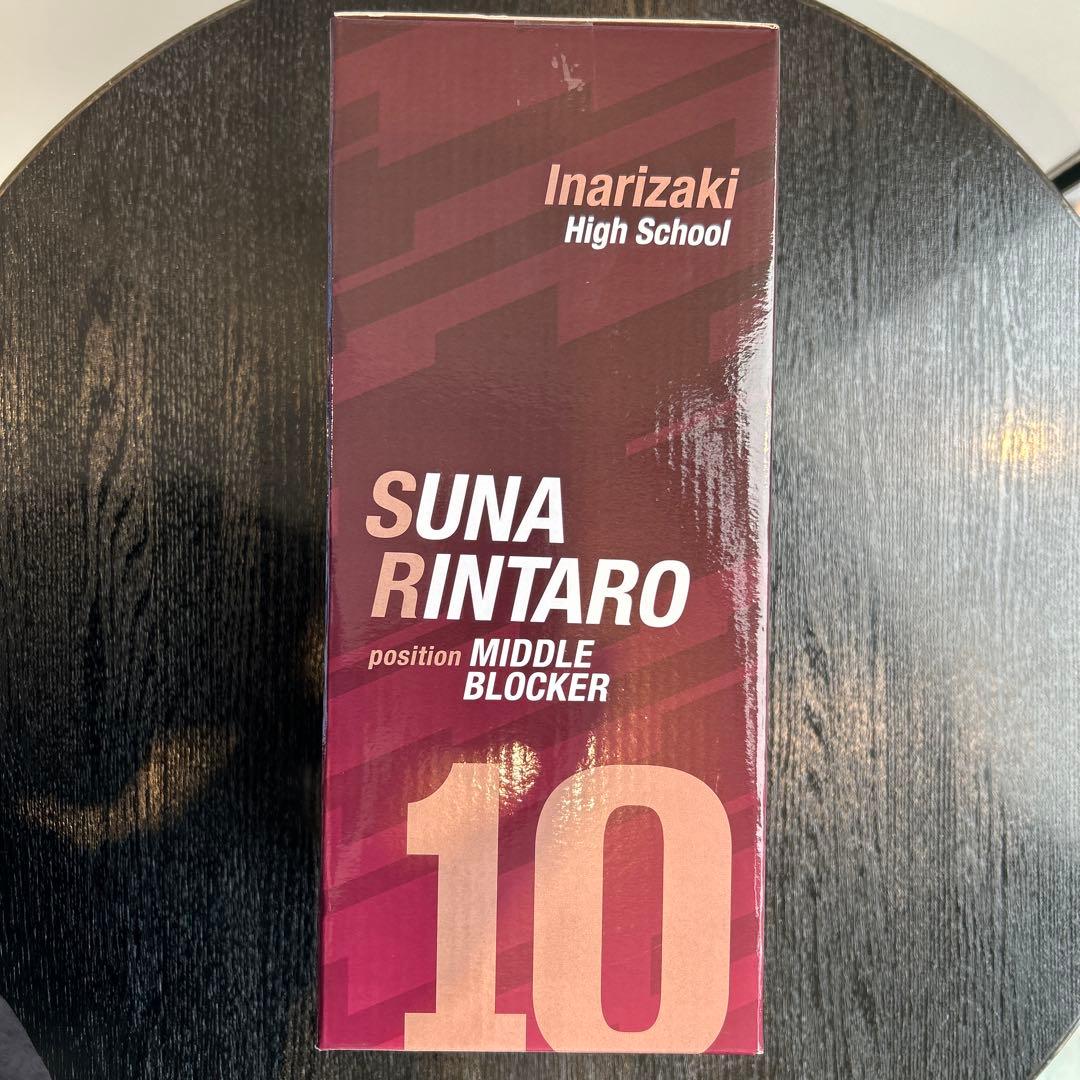 Inarizaki
High School
SUNA
RINTARO
position MIDDLE
BLOCKER
10